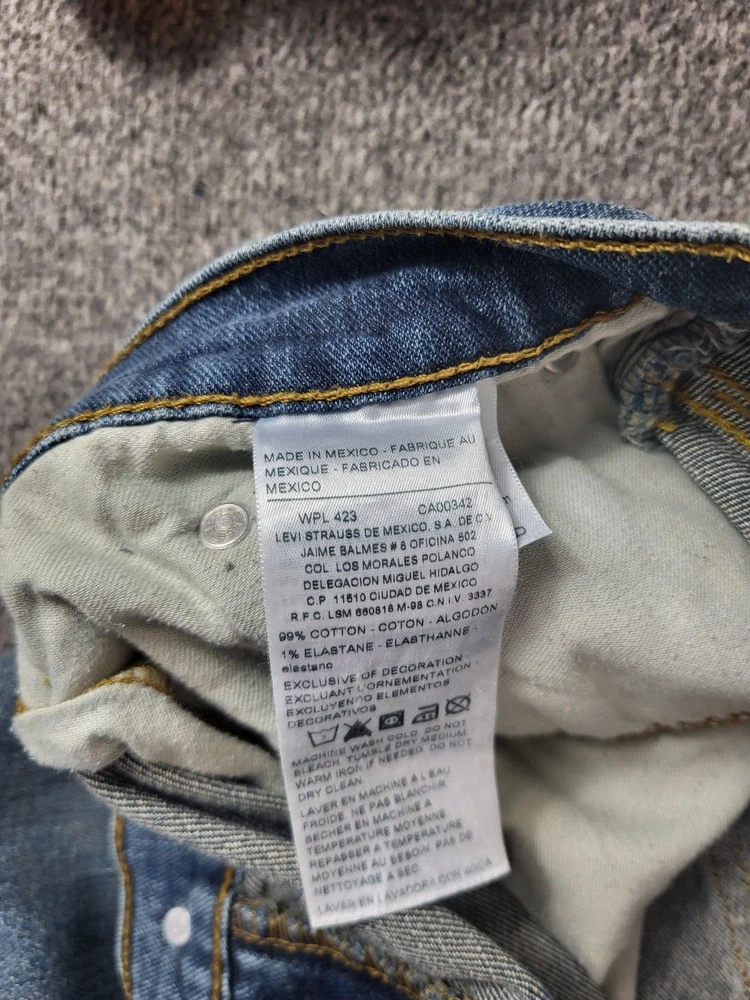 MADE IN MEXICO - FABRIQUE AU
MEXIQUE - FABRICADO EN
MEXICO
WPL 423 CA00342
LEVI STRAUSS DE MEXICO. S.A. DE C.V.
JAIME BALMES # 8 OFICINA 502
COL. LOS MORALES POLANCO
DELEGACION MIGUEL HIDALGO
C.P. 11510 CIUDAD DE MEXICO
R.F.C. LSM 660818 M-98 C.N.I.V. 3337
99% COTTON - COTON - ALGODON
1% ELASTANE - ELASTHANNE -
elastano
EXCLUSIVE OF DECORATION -
EXCLUANT L'ORNEMENTATION -
EXCLUYENDO ELEMENTOS
DECORATIVOS
MACHINE WASH COLD. DO NOT
BLEACH. TUMBLE DRY MEDIUM.
WARM IRON IF NEEDED. DO NOT
DRY CLEAN.
LAVER EN MACHINE A L'EAU
FROIDE. NE PAS BLANCHIR.
SECHER EN MACHINE A
TEMPERATURE MOYENNE.
REPASSER A TEMPERATURE
MOYENNE AU BESOIN. PAS DE
NETTOYAGE A SEC.
LAVAR EN LAVADORA CON AGUA